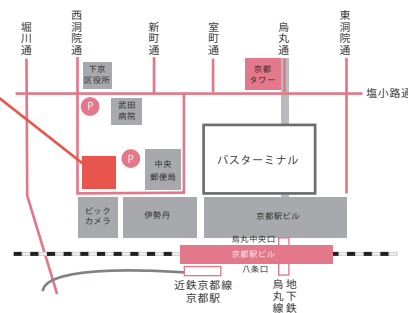 堀川通
西洞院通
新町通
室町通
烏丸通
東洞院通
下京
区役所
京都
タワー
塩小路通
P
武田
病院
P
中央
郵便局
バスターミナル
ビック
カメラ
伊勢丹
京都駅ビル
烏丸中央口
京都駅ビル
八条口
近鉄京都線
京都駅
地下鉄
烏丸線